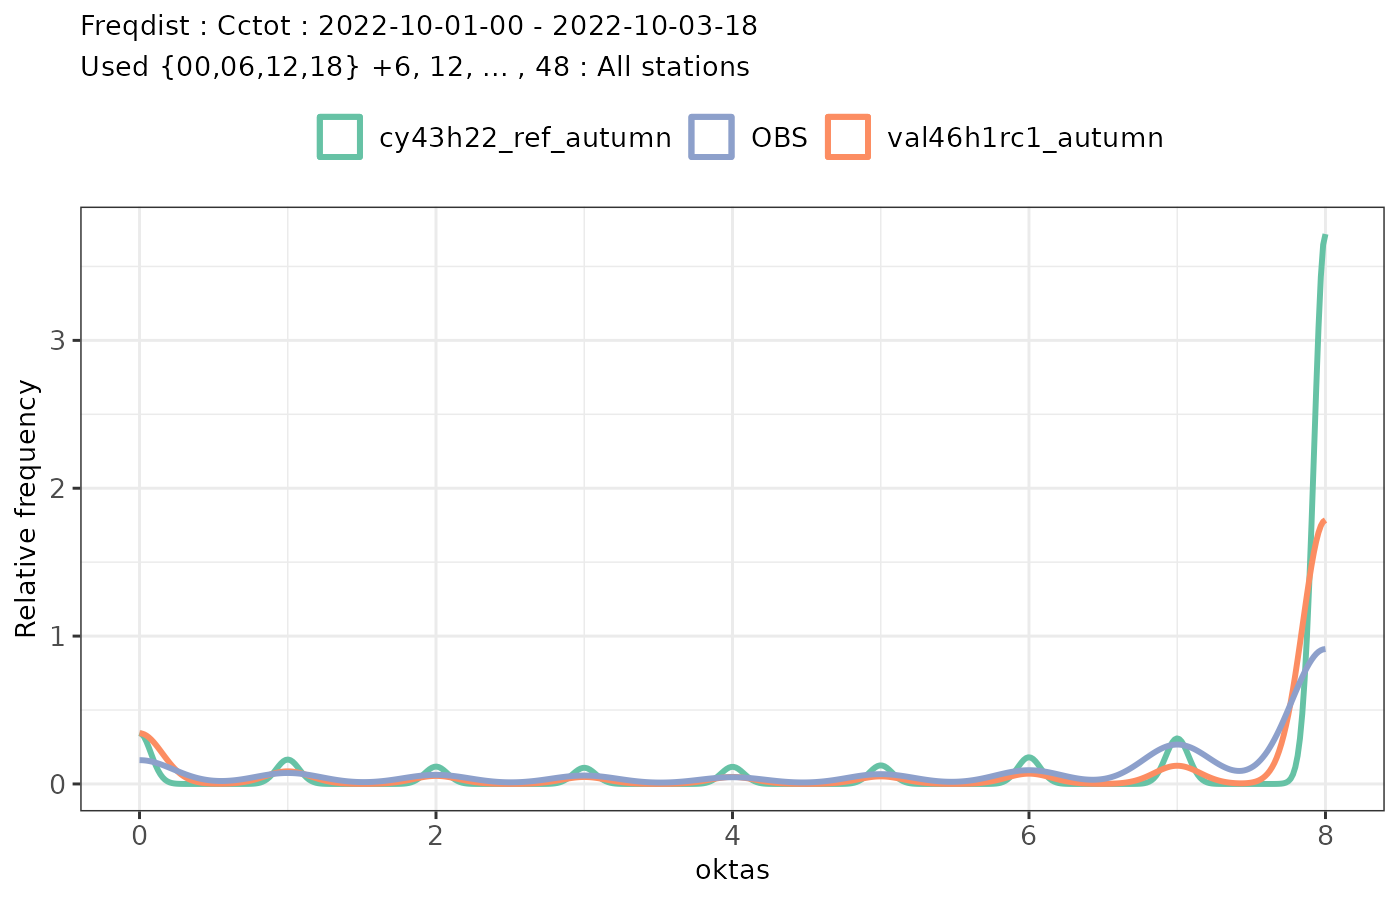 Freqdist : Cctot : 2022-10-01-00 - 2022-10-03-18
Used {00,06,12,18} +6, 12, ... , 48 : All stations
cy43h22_ref_autumn OBS val46h1rc1_autumn
Relative frequency
3
2
1
0
0 2 4 6 8
oktas